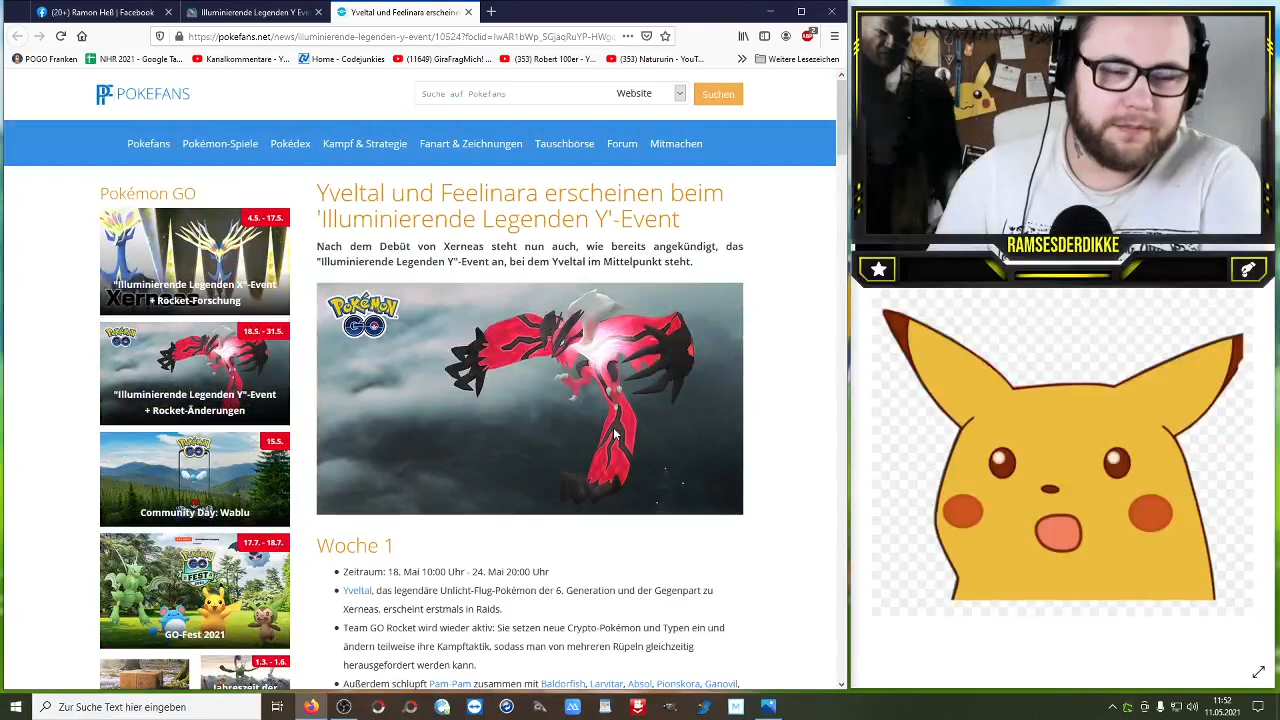 (20+) Ramon Heß | Facebook
Illuminierende Legenden Y Eve
Yveltal und Feelinara erscheinen
https://pokefans.net/news/illuminierende-legenden-y-event/10524?fbclid=IwAR1bWp_SGjaqRuYP-HWg
POGO Franken
NHR 2021 - Google Ta...
Kanalkommentare - Y...
Home - Codejunkies
(11649) GiraFragMich! ...
(353) Robert 100er - Y...
(353) Natururin - YouT...
Weitere Lesezeichen
POKEFANS
Suche auf Pokefans
Website
Suchen
Pokefans
Pokémon-Spiele
Pokédex
Kampf & Strategie
Fanart & Zeichnungen
Tauschbörse
Forum
Mitmachen
Pokémon GO
4.5. - 17.5.
"Illuminierende Legenden X"-Event
+ Rocket-Forschung
18.5. - 31.5.
"Illuminierende Legenden Y"-Event
+ Rocket-Änderungen
15.5.
Community Day: Wablu
17.7. - 18.7.
GO-Fest 2021
1.3. - 1.6.
Jahreszeit der
Yveltal und Feelinara erscheinen beim
'Illuminierende Legenden Y'-Event
Nach dem Debüt von Xerneas steht nun auch, wie bereits angekündigt, das
"Illuminierende Legenden Y"-Event an, bei dem Yveltal im Mittelpunkt steht.
POKÉMON
GO
Woche 1
Zeitraum: 18. Mai 10:00 Uhr - 24. Mai 20:00 Uhr
Yveltal, das legendäre Unlicht-Flug-Pokémon der 6. Generation und der Gegenpart zu
Xerneas, erscheint erstmals in Raids.
Team GO Rocket wird wieder aktiv: Sie setzen neue Crypto-Pokémon und Typen ein und
ändern teilweise ihre Kampftaktik, sodass man von mehreren Rüpeln gleichzeitig
herausgefordert werden kann.
Außerdem schlüpft Pam-Pam zusammen mit Baldorfish, Larvitar, Absol, Pionskora, Ganovil,
RAMSESDERDIKKE
Zur Suche Text hier eingeben
11:52
11.05.2021